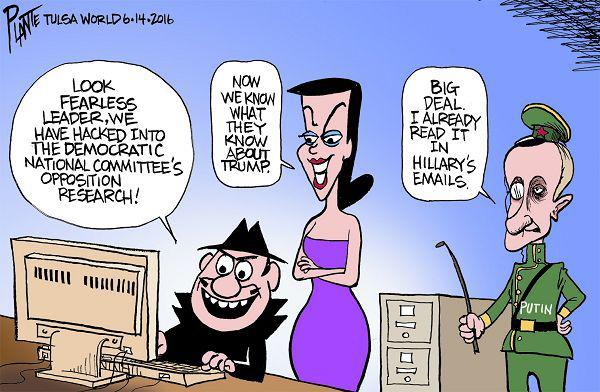 PLANTE TULSA WORLD 6•14•2016
LOOK
FEARLESS
LEADER, WE
HAVE HACKED INTO
THE DEMOCRATIC
NATIONAL COMMITTEE'S
OPPOSITION
RESEARCH!
NOW
WE KNOW
WHAT
THEY
KNOW
ABOUT
TRUMP.
BIG
DEAL.
I ALREADY
READ IT
IN
HILLARY'S
EMAILS.
PUTIN